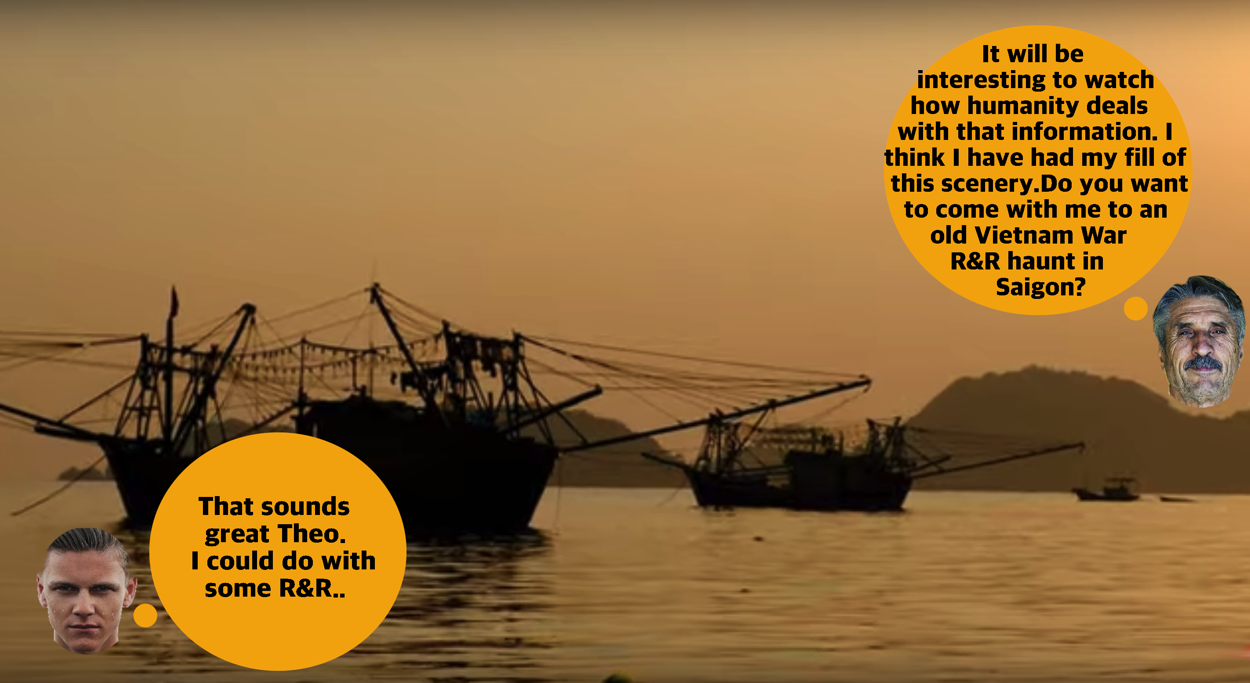 It will be
interesting to watch
how humanity deals
with that information. I
think I have had my fill of
this scenery.Do you want
to come with me to an
old Vietnam War
R&R haunt in
Saigon?
That sounds
great Theo.
I could do with
some R&R..